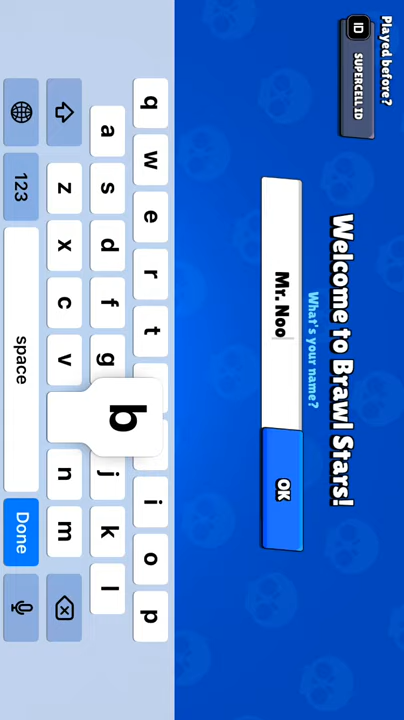 Played before?
ID SUPERCELL ID
Welcome to Brawl Stars!
What's your name?
Mr. Noo
OK
q w e r t i o p
a s d f g j k l
z x c v b n m
123 space Done